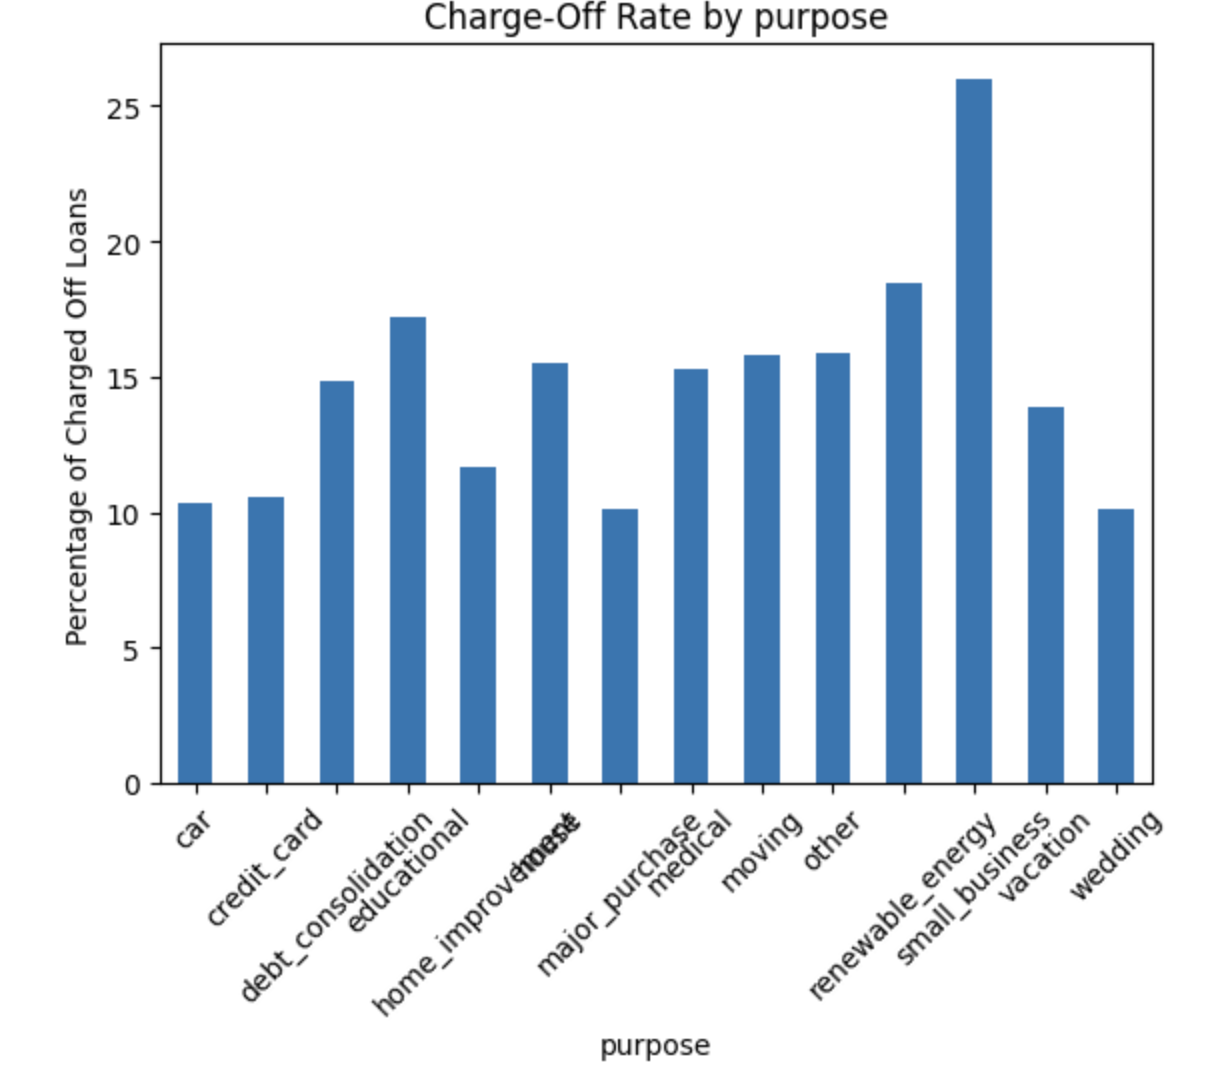 Charge-Off Rate by purpose
Percentage of Charged Off Loans
25
20
15
10
5
0
car
credit_card
debt_consolidation
educational
home_improvement
house
major_purchase
medical
moving
other
renewable_energy
small_business
vacation
wedding
purpose